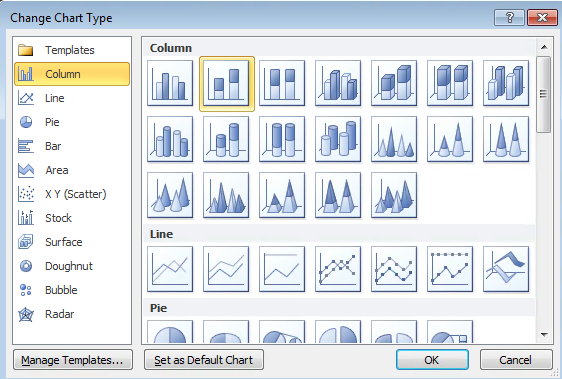 Change Chart Type
Templates
Column
Line
Pie
Bar
Area
X Y (Scatter)
Stock
Surface
Doughnut
Bubble
Radar
Column
Line
Pie
Manage Templates...
Set as Default Chart
OK
Cancel